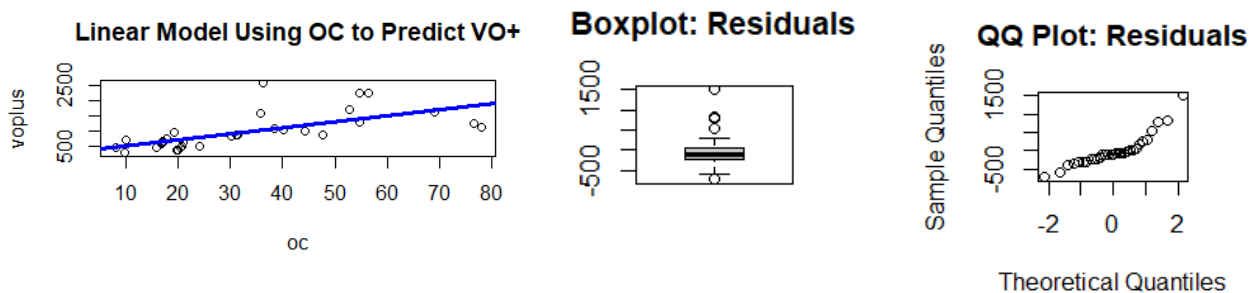 Linear Model Using OC to Predict VO+
voplus
500 2500
10 20 30 40 50 60 70 80
oc
Boxplot: Residuals
-500 1500
QQ Plot: Residuals
Sample Quantiles
-500 1500
-2 0 2
Theoretical Quantiles